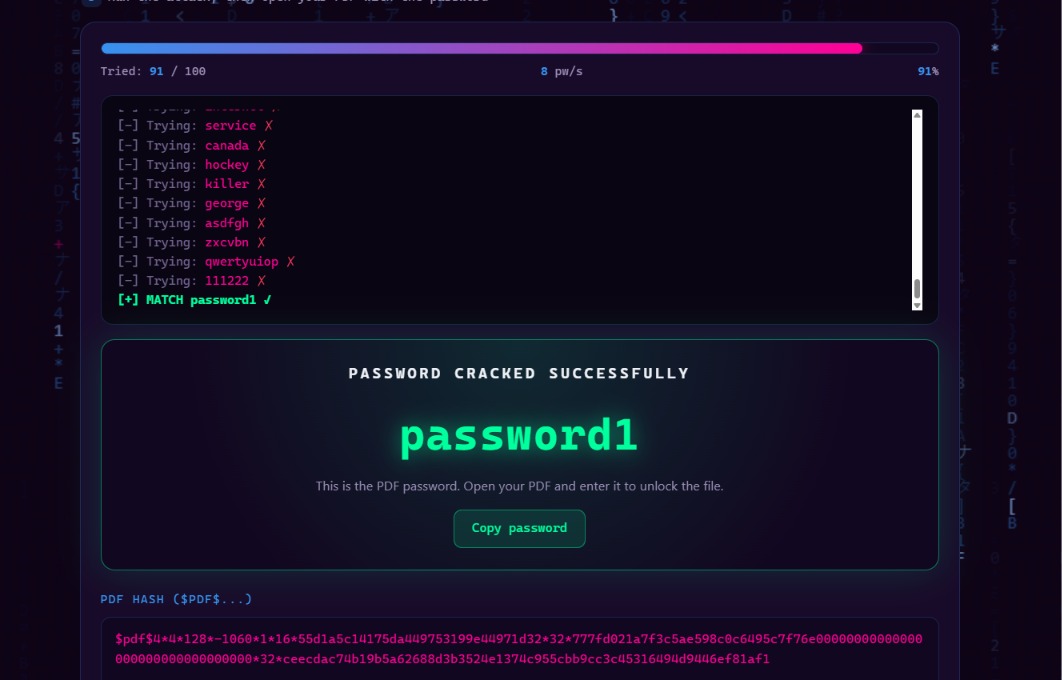 Tried: 91 / 100
8 pw/s
91%
[-] Trying: service ✗
[-] Trying: canada ✗
[-] Trying: hockey ✗
[-] Trying: killer ✗
[-] Trying: george ✗
[-] Trying: asdfgh ✗
[-] Trying: zxcvbn ✗
[-] Trying: qwertyuiop ✗
[-] Trying: 111222 ✗
[+] MATCH password1 ✓
PASSWORD CRACKED SUCCESSFULLY
password1
This is the PDF password. Open your PDF and enter it to unlock the file.
Copy password
PDF HASH ($PDF$...)
$pdf$4*4*128*-1060*1*16*55d1a5c14175da449753199e44971d32*32*777fd021a7f3c5ae598c0c6495c7f76e00000000000000
000000000000000000*32*ceecdac74b19b5a62688d3b3524e1374c955cbb9cc3c45316494d9446ef81af1